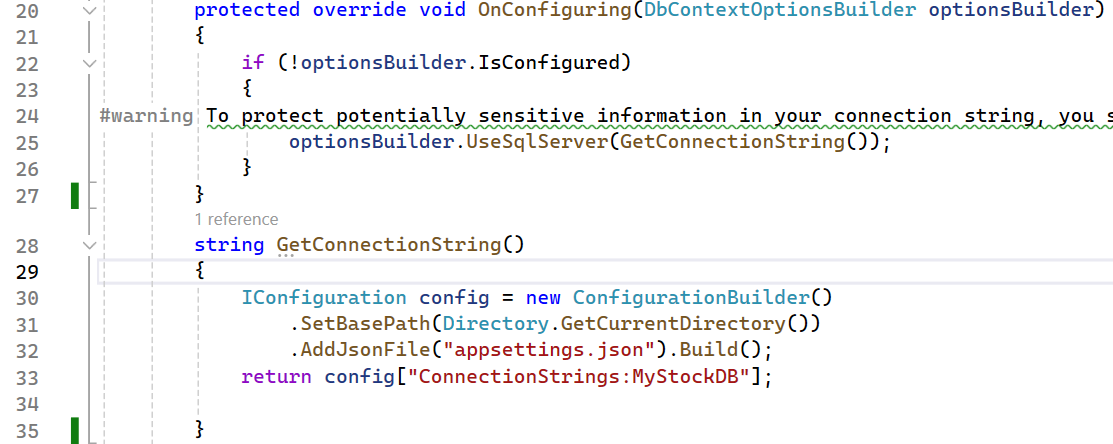 20 protected override void OnConfiguring(DbContextOptionsBuilder optionsBuilder)
21 {
22 if (!optionsBuilder.IsConfigured)
23 {
24 #warning To protect potentially sensitive information in your connection string, you s
25 optionsBuilder.UseSqlServer(GetConnectionString());
26 }
27 }
1 reference
28 string GetConnectionString()
29 {
30 IConfiguration config = new ConfigurationBuilder()
31 .SetBasePath(Directory.GetCurrentDirectory())
32 .AddJsonFile("appsettings.json").Build();
33 return config["ConnectionStrings:MyStockDB"];
34
35 }